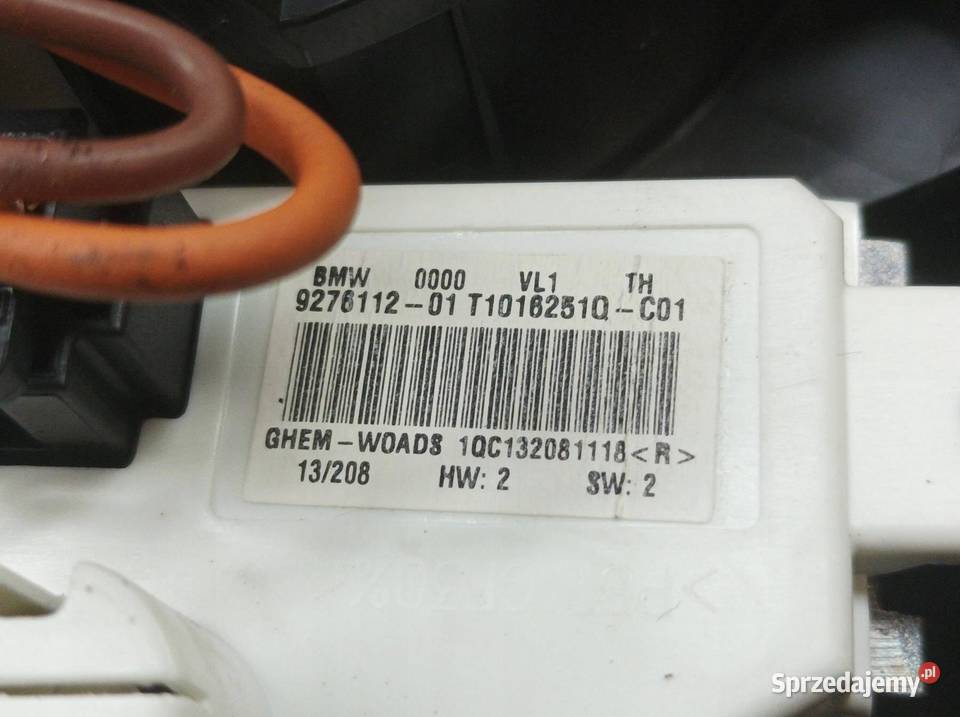 BMW 0000 VL1 TH
9276112-01 T1016251Q-C01
GHEM-WOADS 1QC132081118<R>
13/208 HW: 2 SW: 2
Sprzedajemy.pl